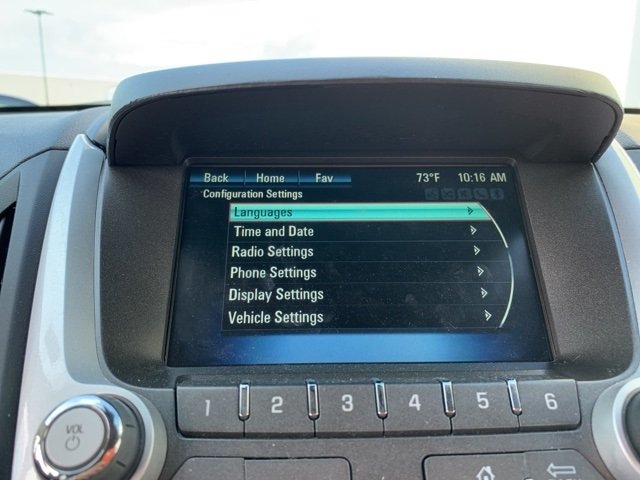 Back Home Fav 73°F 10:16 AM
Configuration Settings
Languages
Time and Date
Radio Settings
Phone Settings
Display Settings
Vehicle Settings
1 2 3 4 5 6
VOL